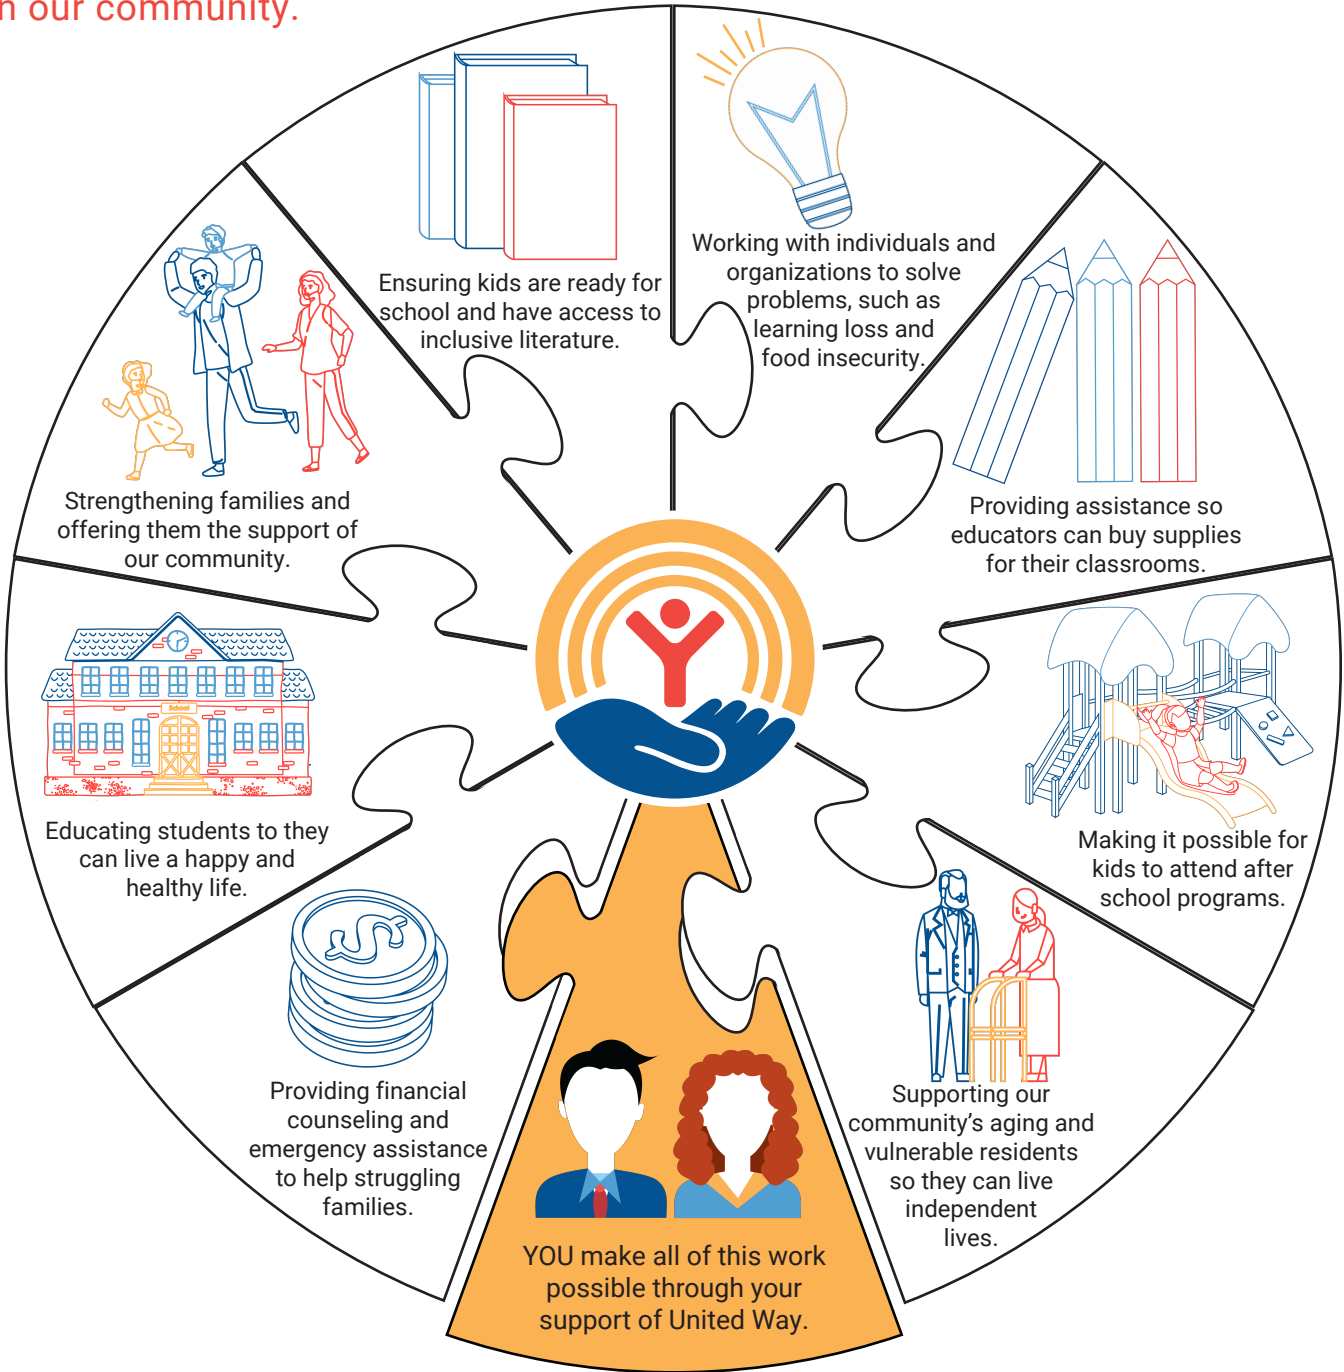 our community.
Working with individuals and
organizations to solve
problems, such as
learning loss and
food insecurity.
Providing assistance so
educators can buy supplies
for their classrooms.
Making it possible for
kids to attend after
school programs.
Supporting our
community's aging and
vulnerable residents
so they can live
independent
lives.
YOU make all of this work
possible through your
support of United Way.
Providing financial
counseling and
emergency assistance
to help struggling
families.
School
Educating students to they
can live a happy and
healthy life.
Strengthening families and
offering them the support of
our community.
Ensuring kids are ready for
school and have access to
inclusive literature.